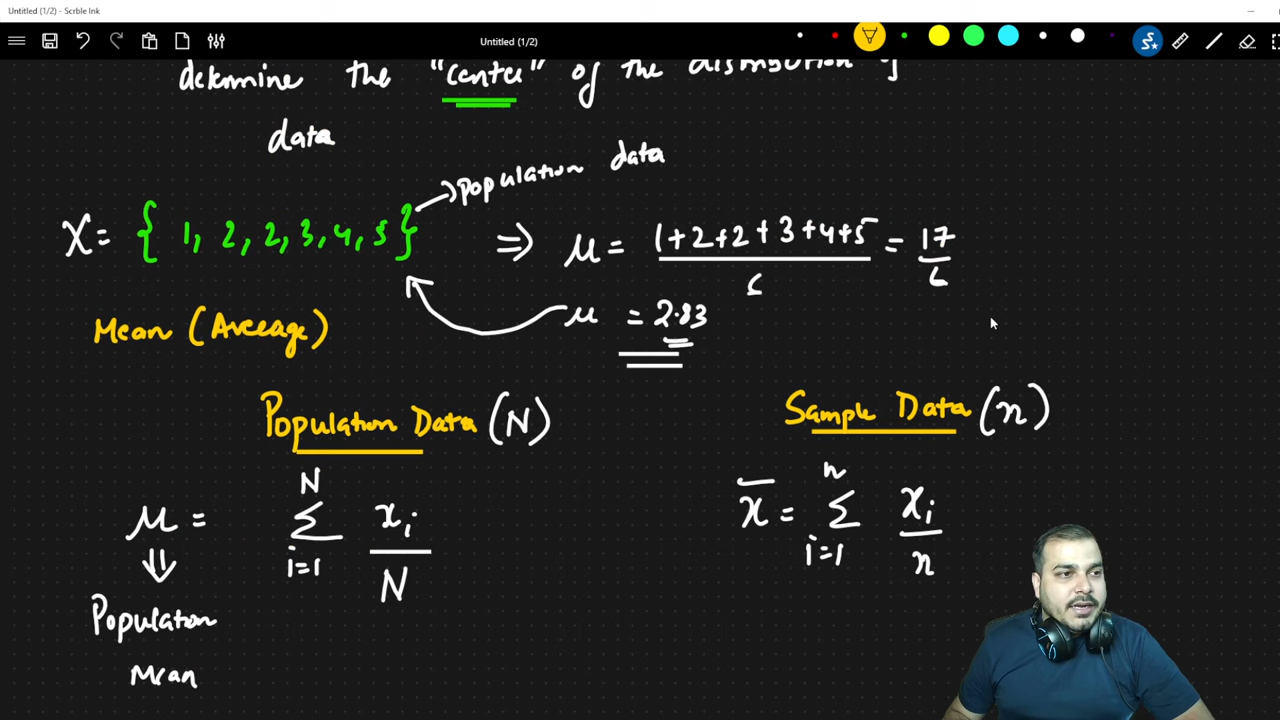 Untitled (1/2) - Scrble Ink
Untitled (1/2)
determine the "center" of the distribution of
data
→ population data
X = { 1, 2, 2, 3, 4, 5 } ⇒ μ = (1+2+2+3+4+5)/6 = 17/6
μ = 2.83
Mean (Average)
Population Data (N) Sample Data (n)
μ = N Σ i=1 xi/N x̄ = n Σ i=1 xi/n
⇓
Population
Mean